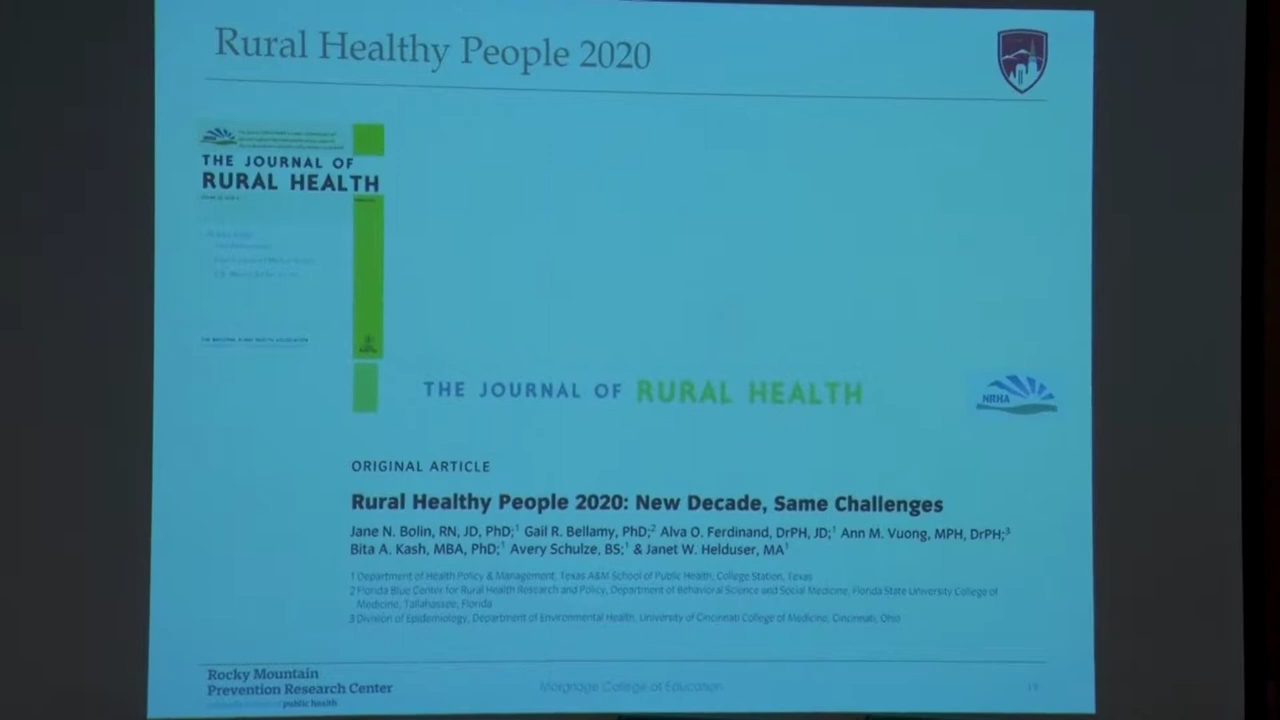 Rural Healthy People 2020
THE JOURNAL OF
RURAL HEALTH
THE JOURNAL OF RURAL HEALTH
NRHA
ORIGINAL ARTICLE
Rural Healthy People 2020: New Decade, Same Challenges
Jane N. Bolin, RN, JD, PhD;1 Gail R. Bellamy, PhD;2 Alva O. Ferdinand, DrPH, JD;1 Ann M. Vuong, MPH, DrPH;3
Bita A. Kash, MBA, PhD;1 Avery Schulze, BS;1 & Janet W. Helduser, MA1
1 Department of Health Policy & Management, Texas A&M School of Public Health, College Station, Texas
2 Florida Blue Center for Rural Health Research and Policy, Department of Behavioral Science and Social Medicine, Florida State University College of
Medicine, Tallahassee, Florida
3 Division of Epidemiology, Department of Environmental Health, University of Cincinnati College of Medicine, Cincinnati, Ohio
Rocky Mountain
Prevention Research Center
public health
Morgridge College of Education